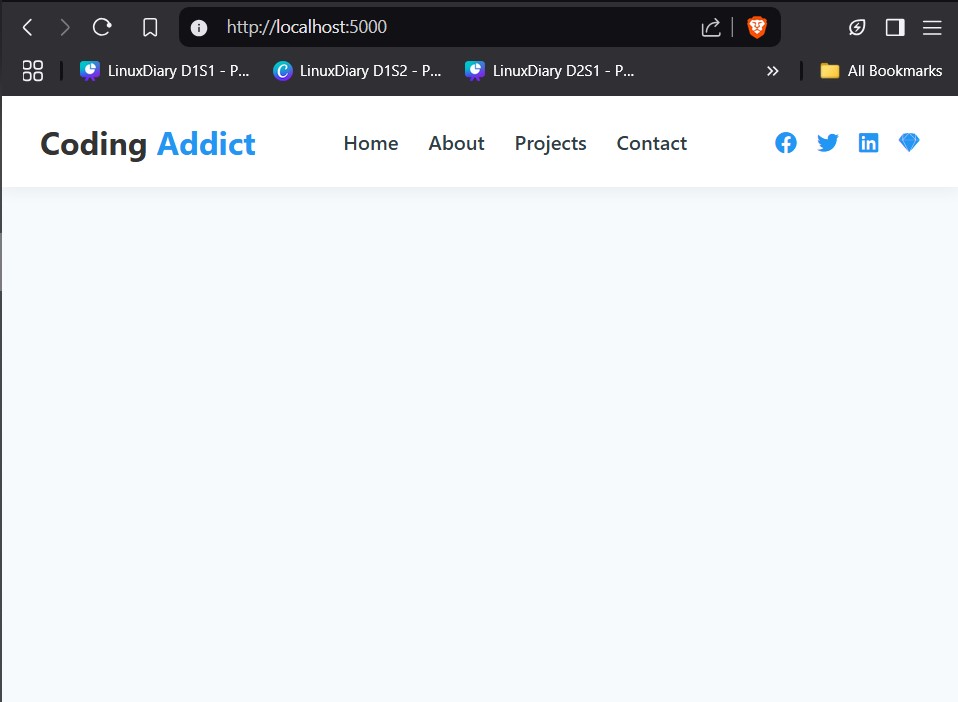 http://localhost:5000
LinuxDiary D1S1 - P... LinuxDiary D1S2 - P... LinuxDiary D2S1 - P... All Bookmarks
Coding Addict Home About Projects Contact